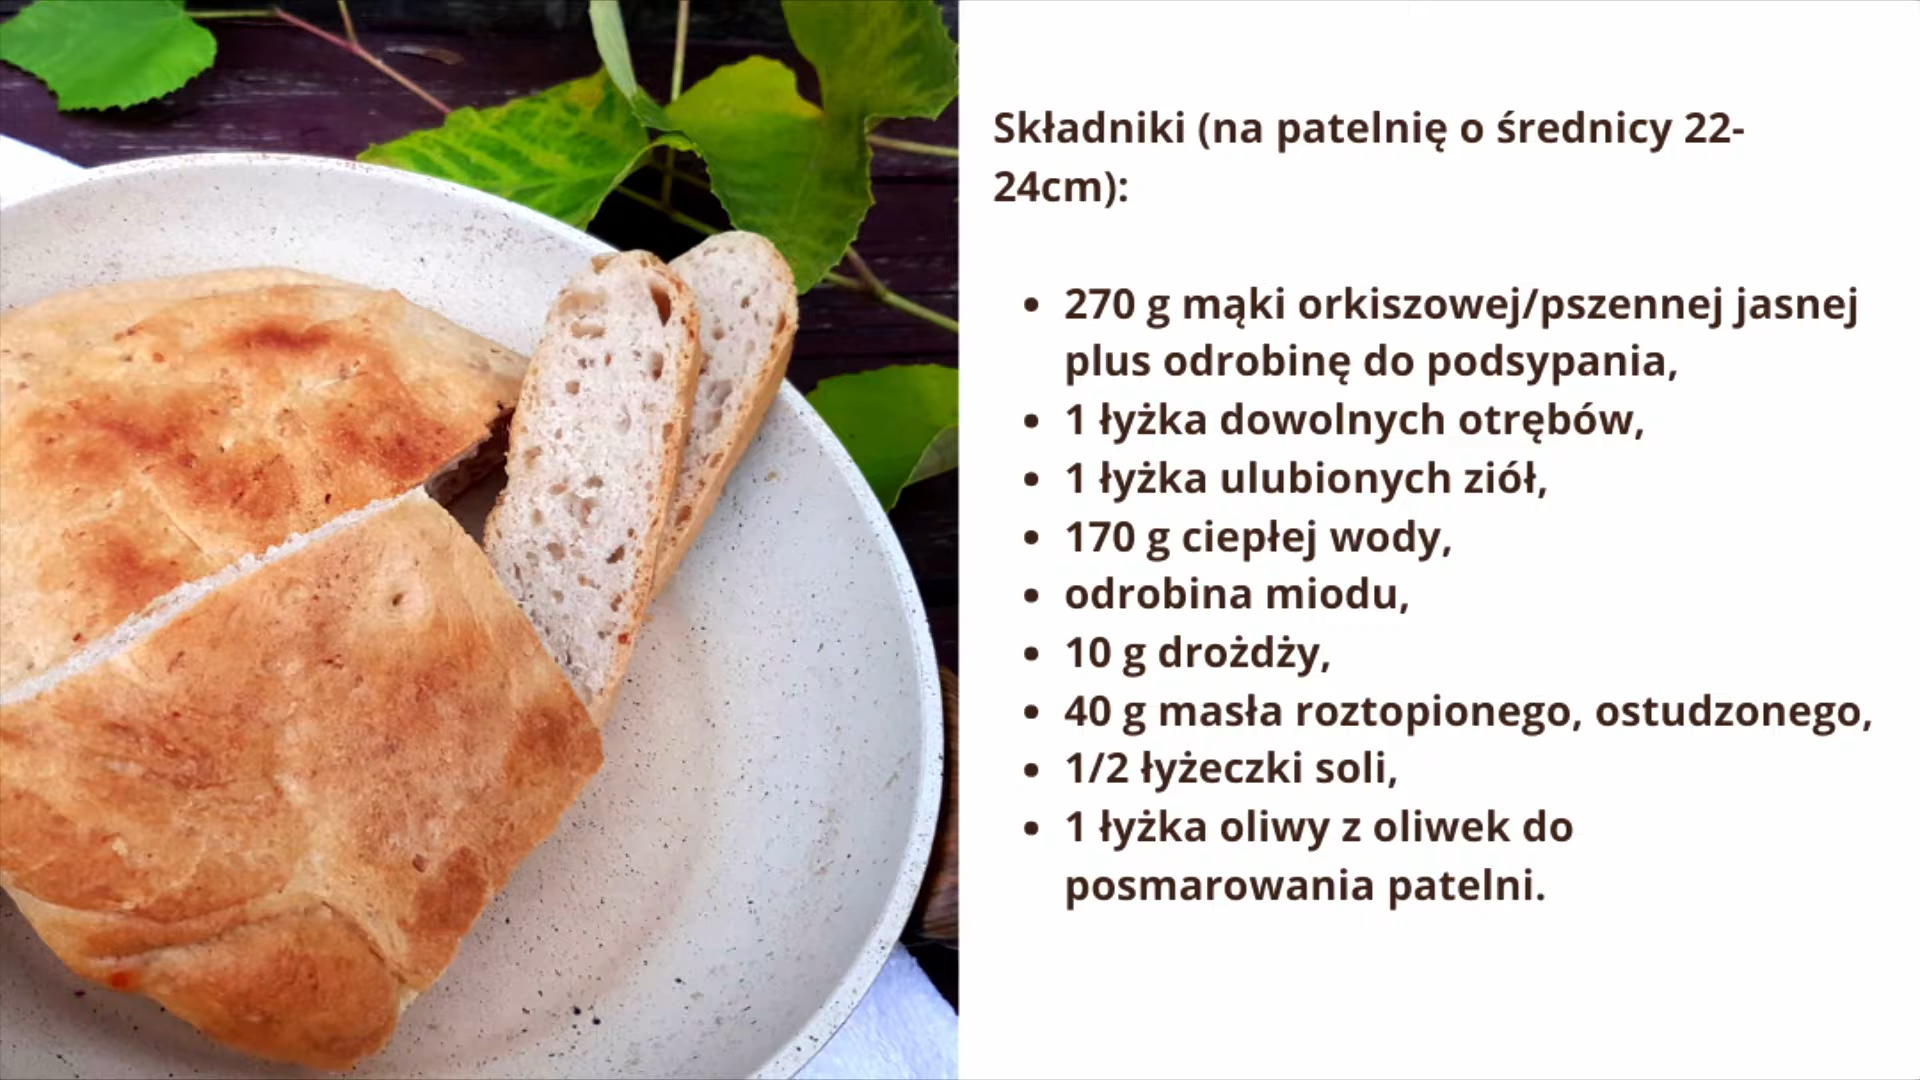 Składniki (na patelnię o średnicy 22-
24cm):
• 270 g mąki orkiszowej/pszennej jasnej
plus odrobinę do podsypania,
• 1 łyżka dowolnych otrębów,
• 1 łyżka ulubionych ziół,
• 170 g ciepłej wody,
• odrobina miodu,
• 10 g drożdży,
• 40 g masła roztopionego, ostudzonego,
• 1/2 łyżeczki soli,
• 1 łyżka oliwy z oliwek do
posmarowania patelni.